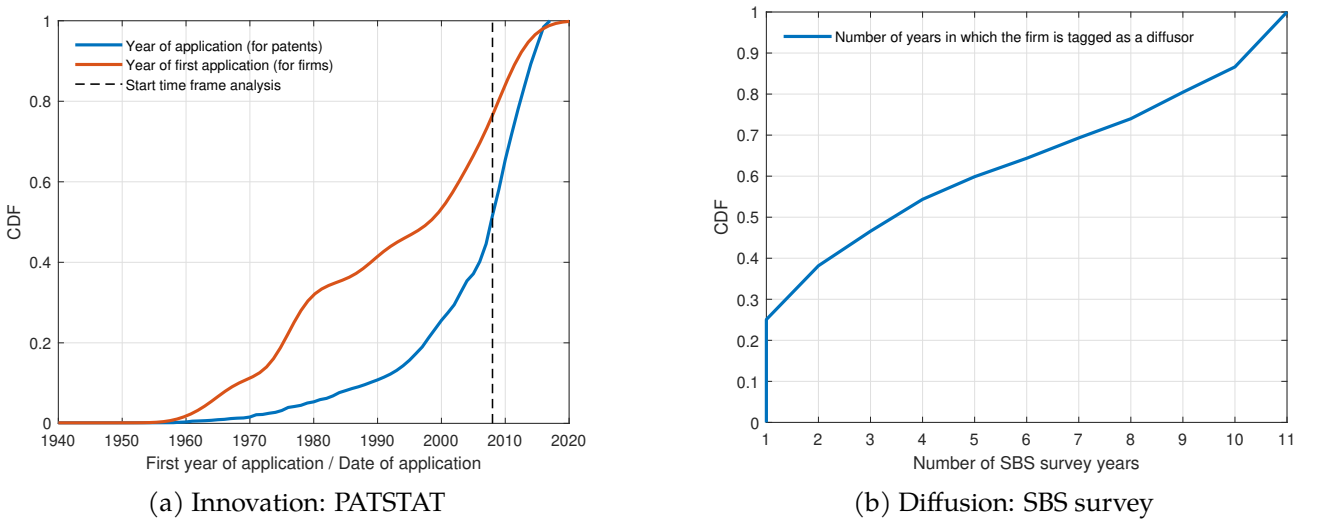 1
0.8
0.6
0.4
0.2
0
CDF
Year of application (for patents)
Year of first application (for firms)
Start time frame analysis
1940 1950 1960 1970 1980 1990 2000 2010 2020
First year of application / Date of application
(a) Innovation: PATSTAT
1
0.9
0.8
0.7
0.6
0.5
0.4
0.3
0.2
0.1
0
CDF
Number of years in which the firm is tagged as a diffusor
1 2 3 4 5 6 7 8 9 10 11
Number of SBS survey years
(b) Diffusion: SBS survey